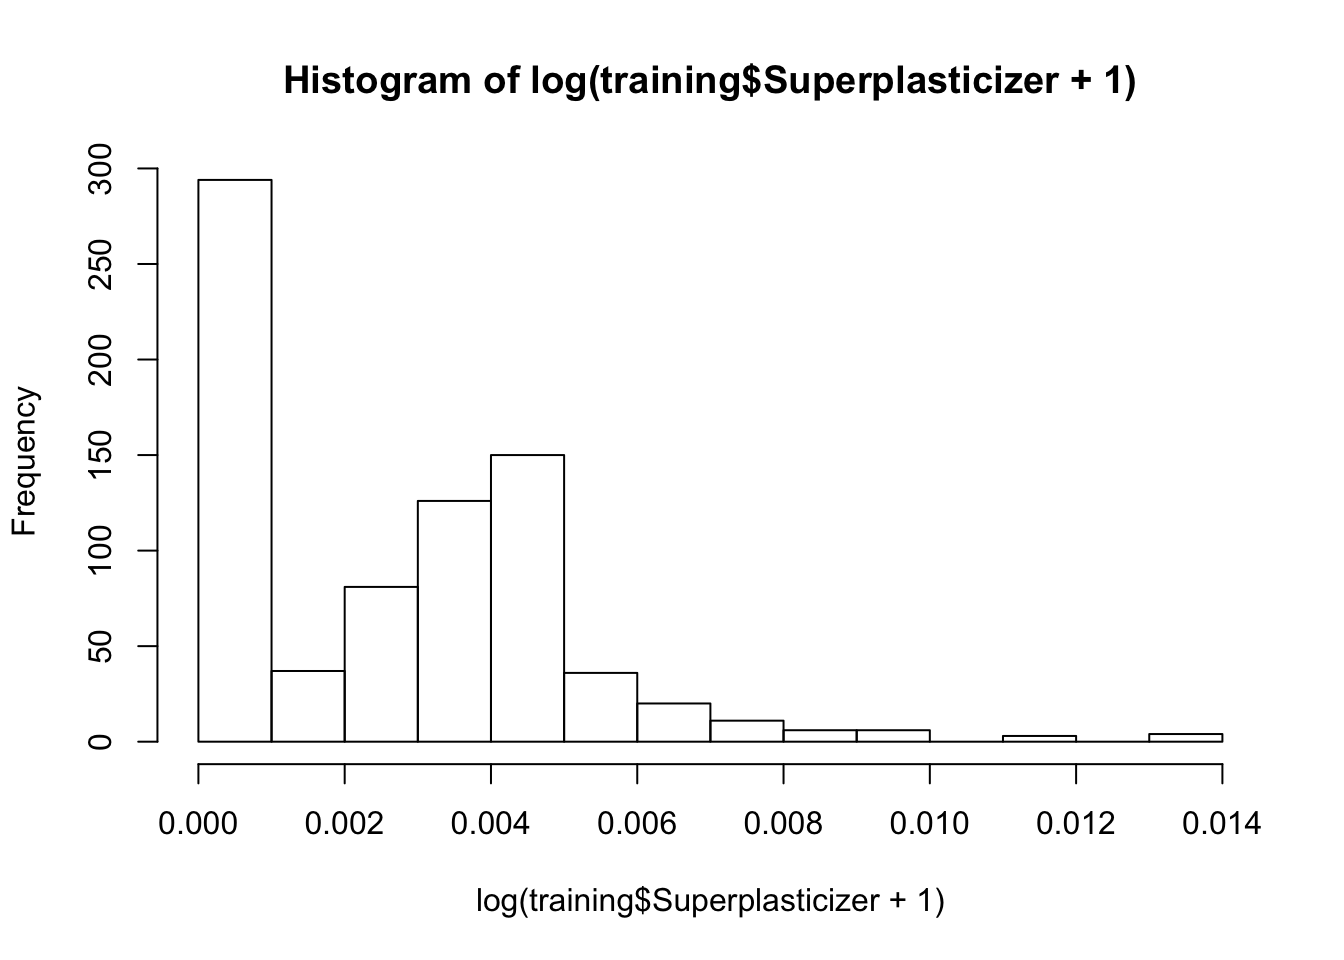 Histogram of log(training$Superplasticizer + 1)
300
250
200
150
100
50
0
Frequency
0.000 0.002 0.004 0.006 0.008 0.010 0.012 0.014
log(training$Superplasticizer + 1)